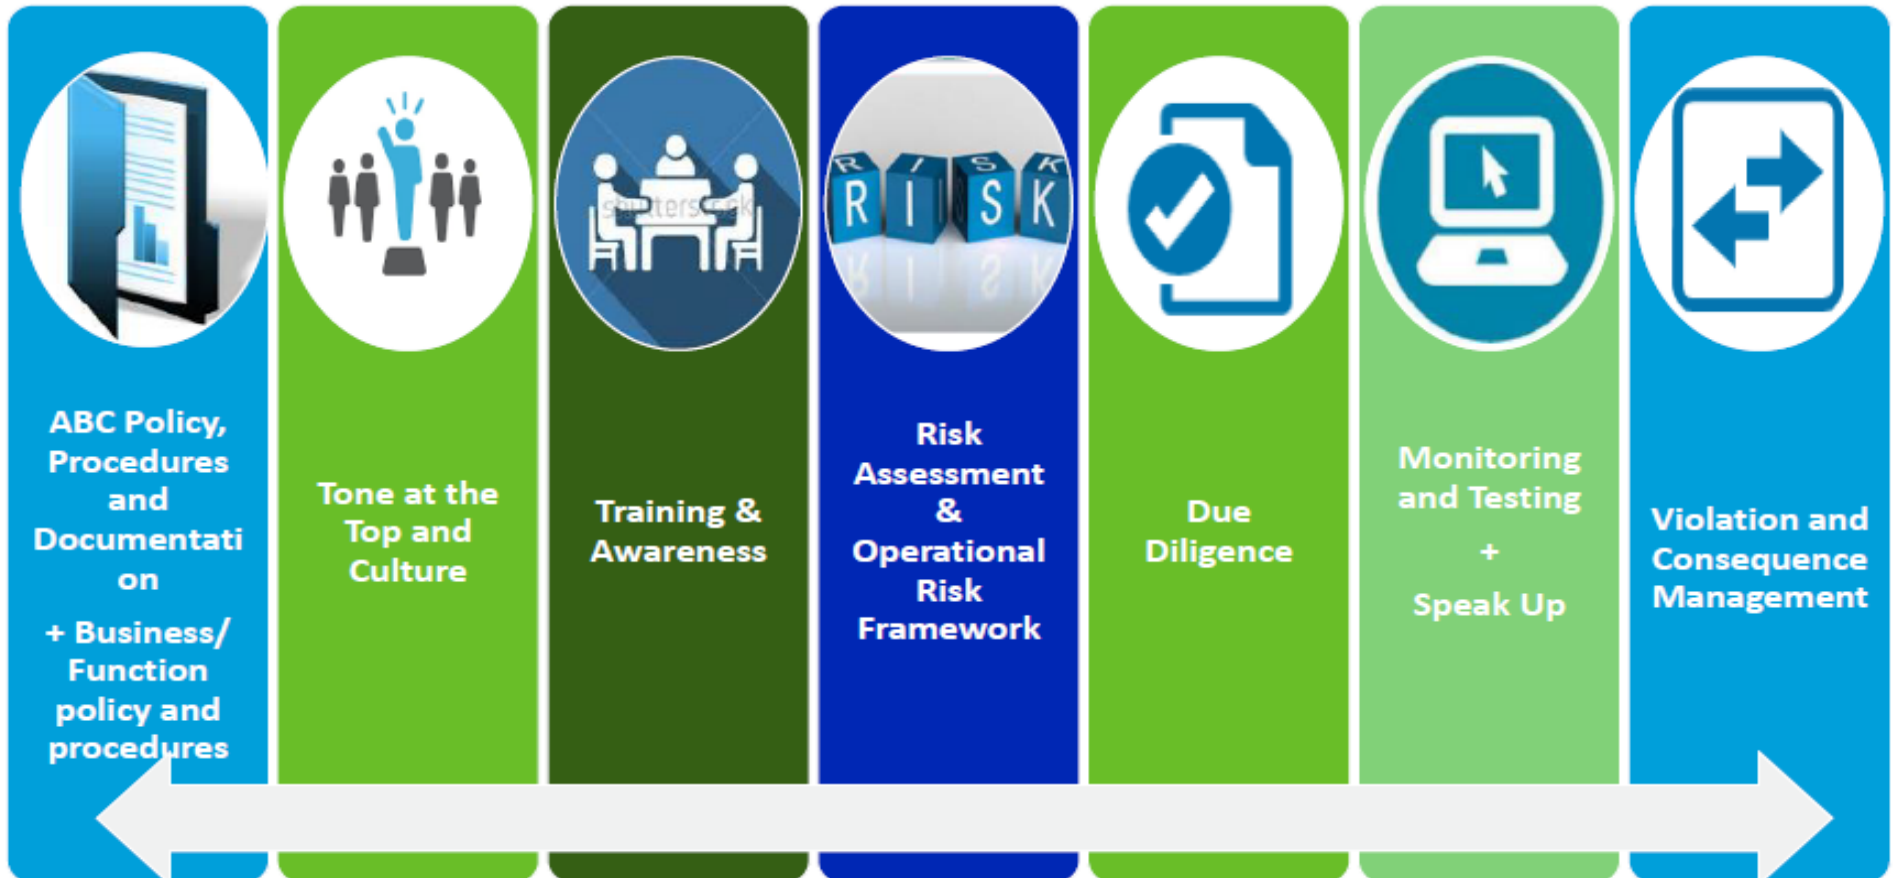 ABC Policy,
Procedures
and
Documentati
on
+ Business/
Function
policy and
procedures
Tone at the
Top and
Culture
shutterstock
Training &
Awareness
R I S K
R I S K
Risk
Assessment
&
Operational
Risk
Framework
Due
Diligence
Monitoring
and Testing
+
Speak Up
Violation and
Consequence
Management